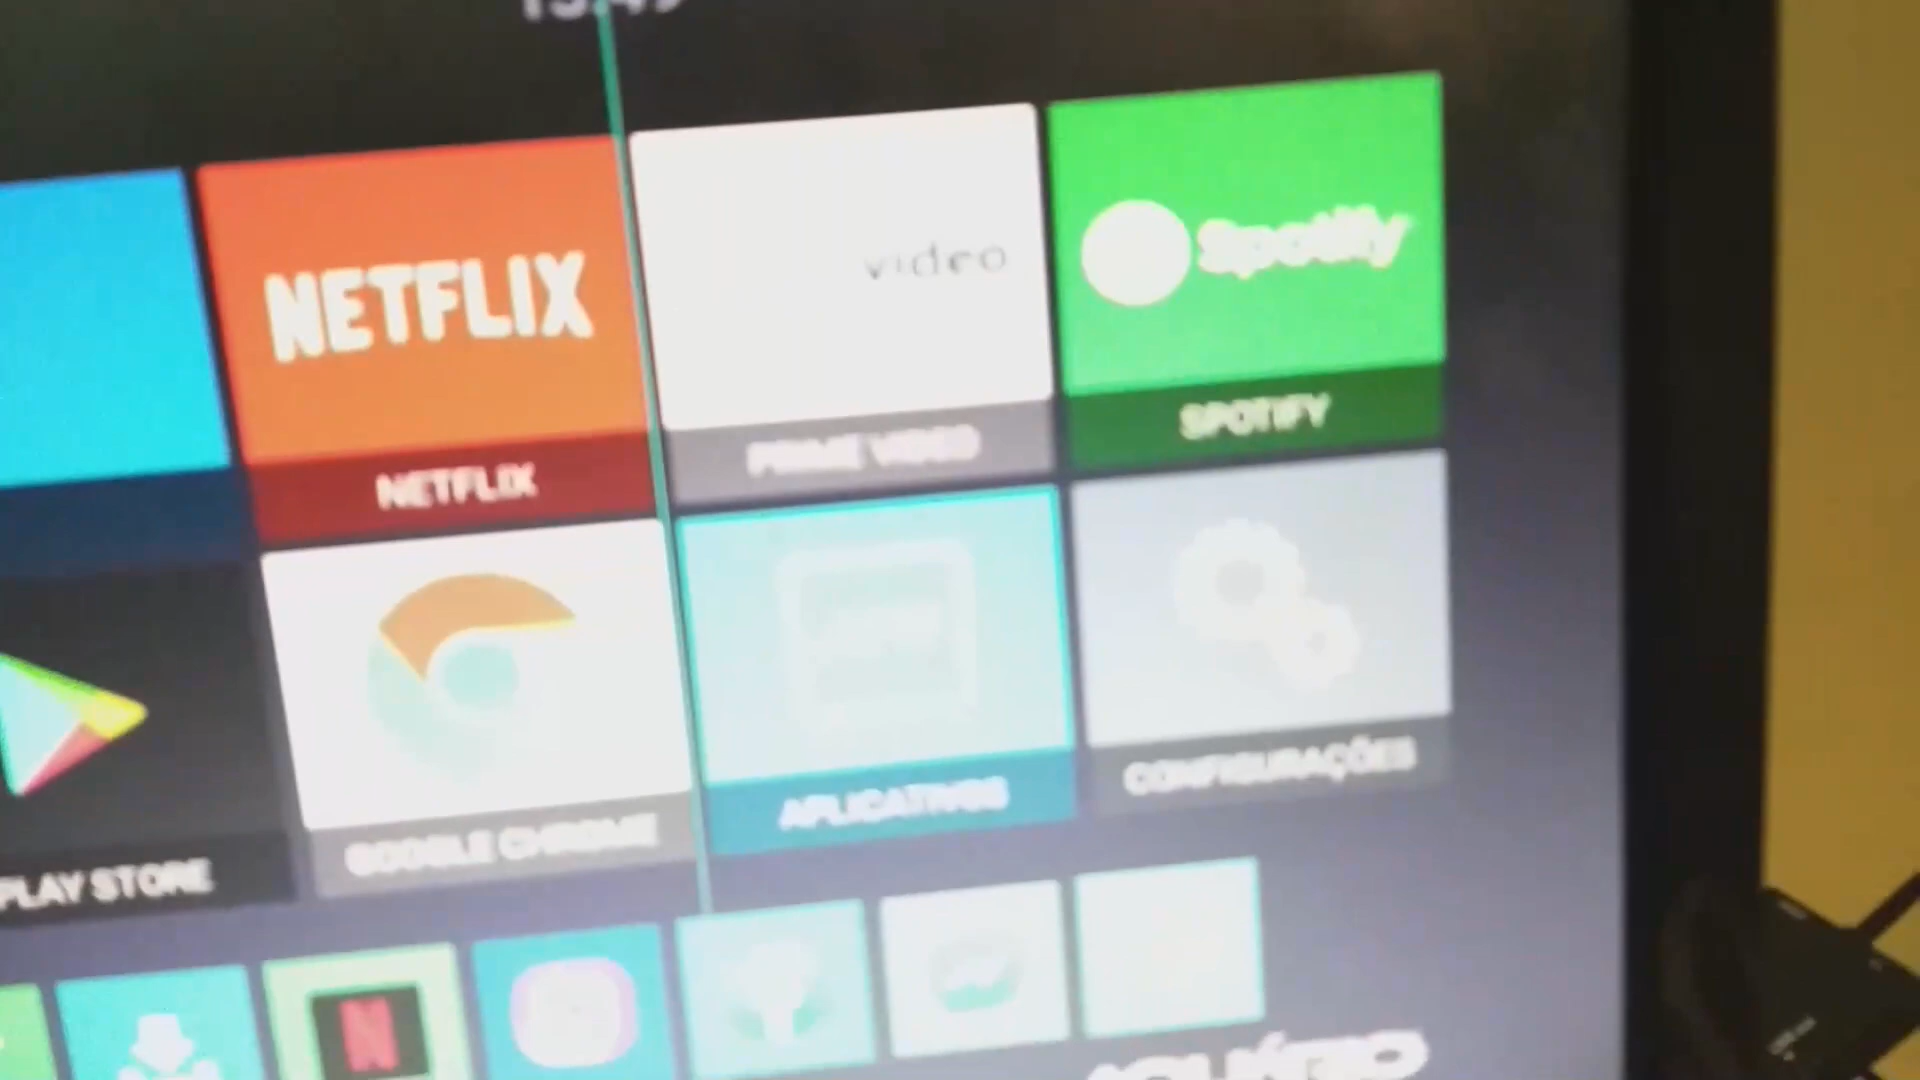 NETFLIX
video
Spotify
NETFLIX
PRIME VIDEO
SPOTIFY
PLAY STORE
GOOGLE CHROME
APLICATIVOS
CONFIGURAÇÕES
N